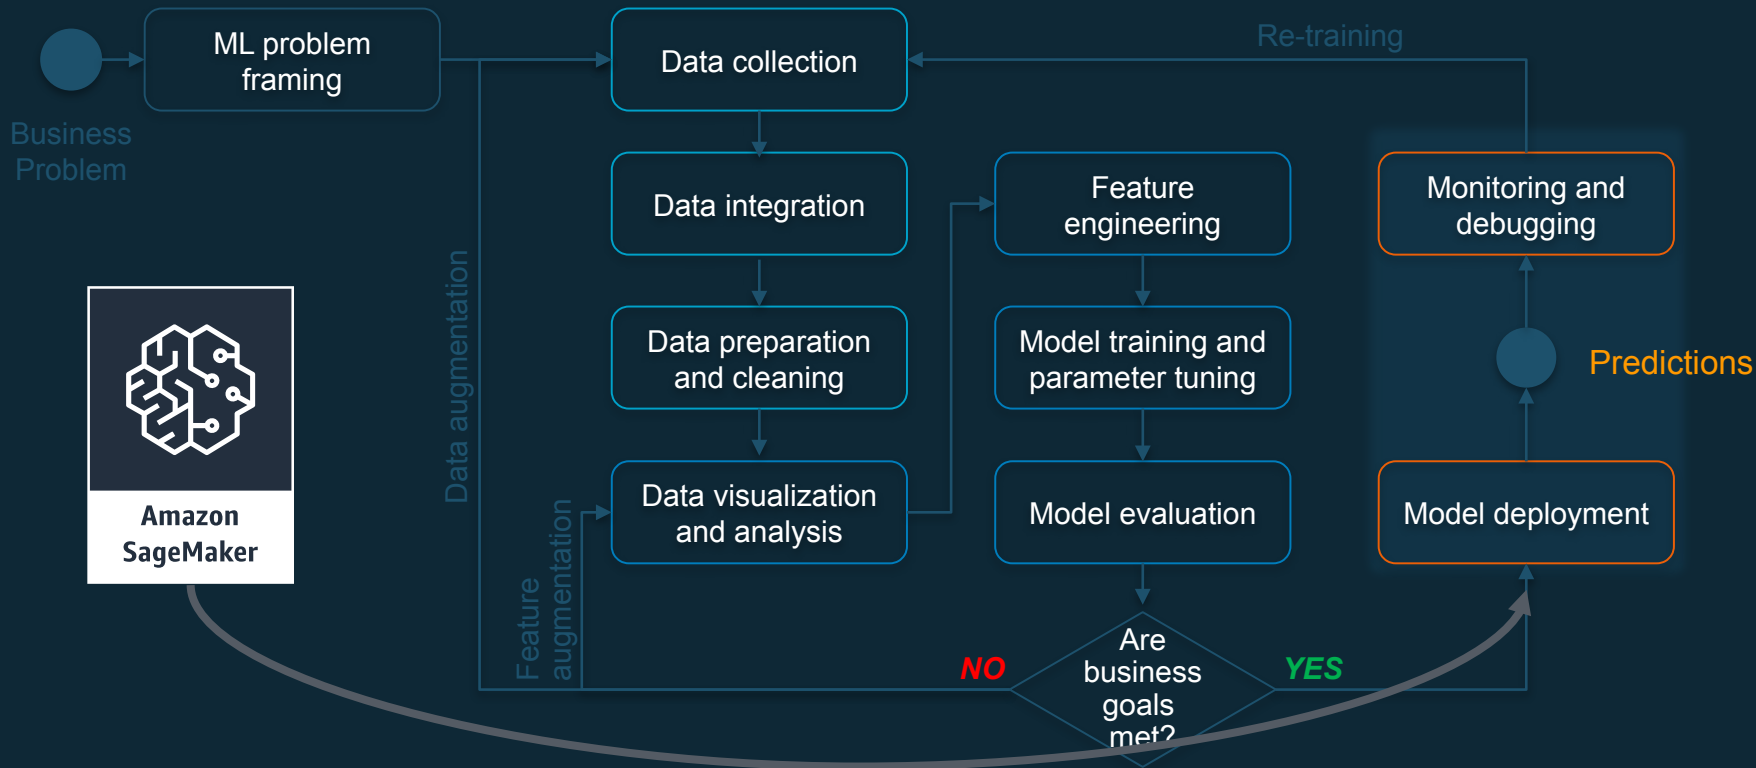 ML problem
framing
Business
Problem
Data collection
Re-training
Data integration
Data preparation
and cleaning
Data visualization
and analysis
Data augmentation
Feature
augmentation
Feature
engineering
Model training and
parameter tuning
Model evaluation
Are
business
goals
met?
NO
YES
Monitoring and
debugging
Predictions
Model deployment
Amazon
SageMaker